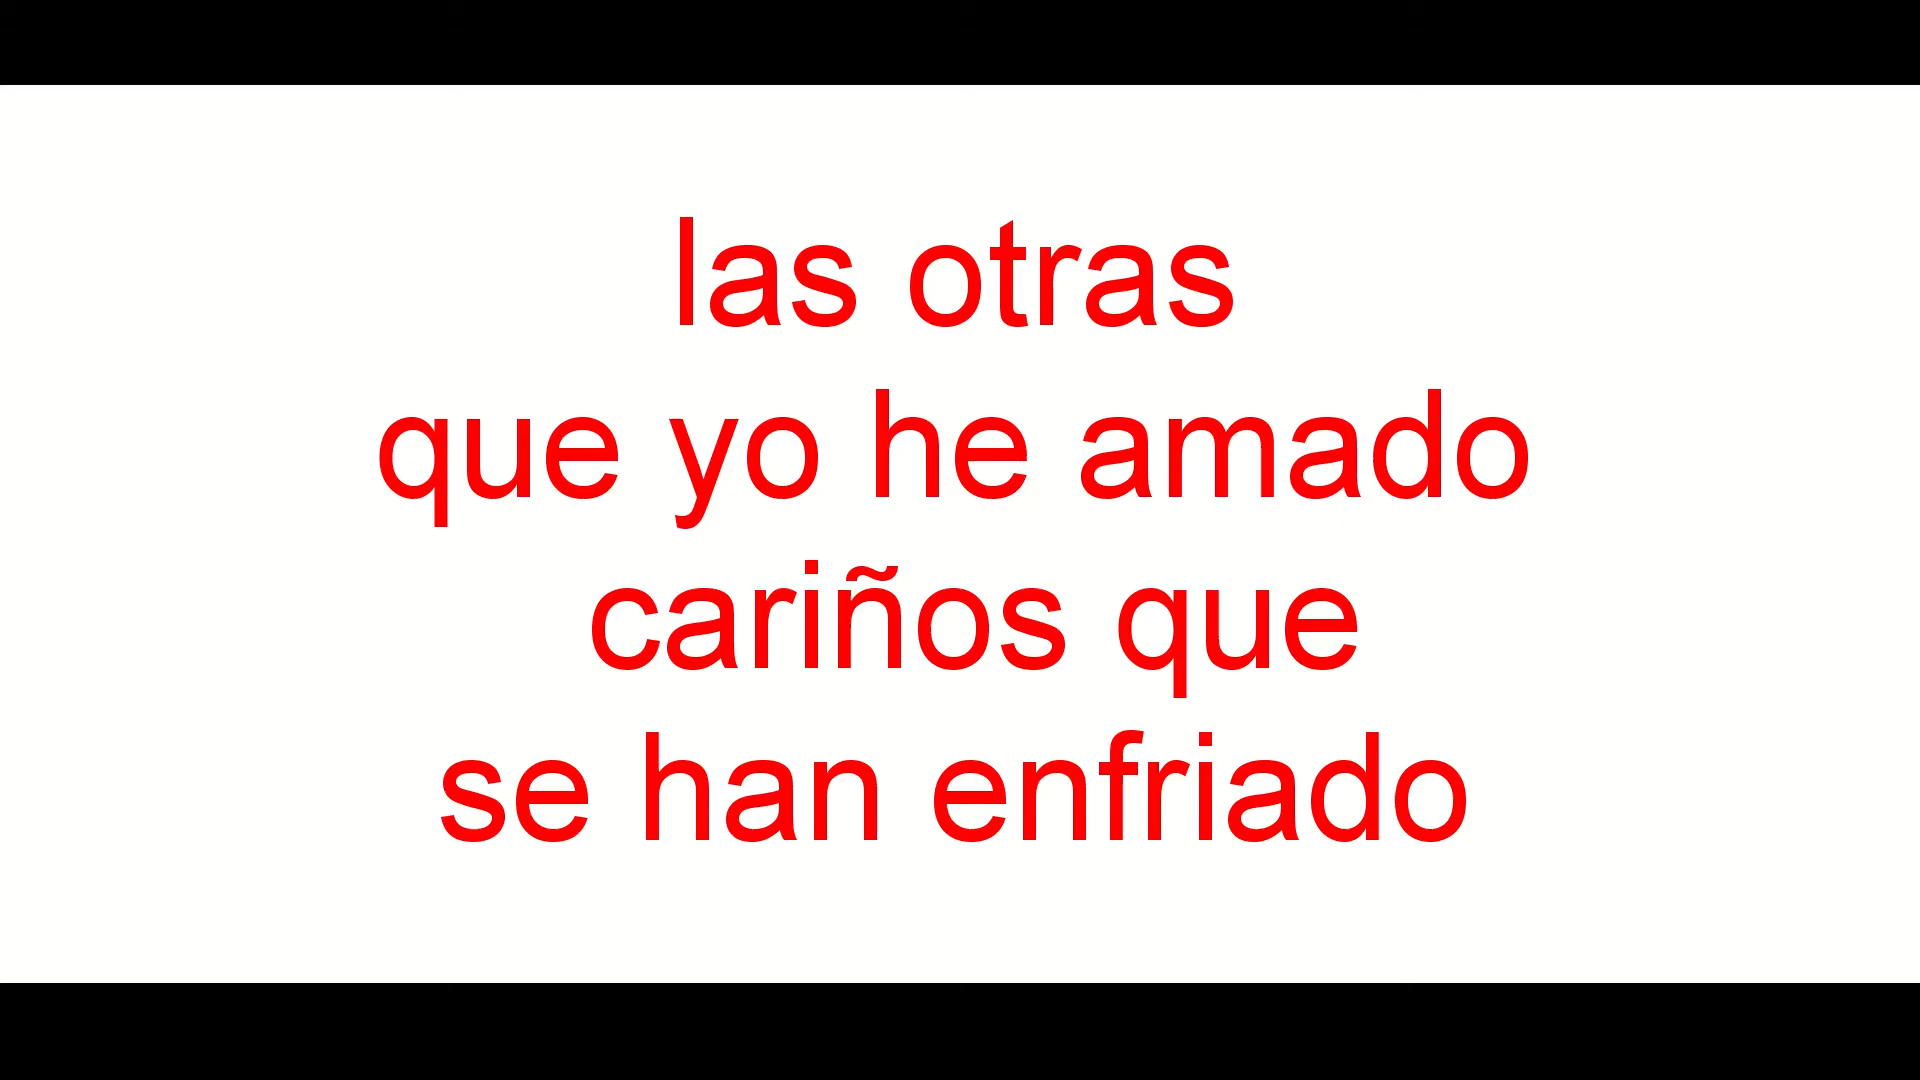 las otras
que yo he amado
cariños que
se han enfriado